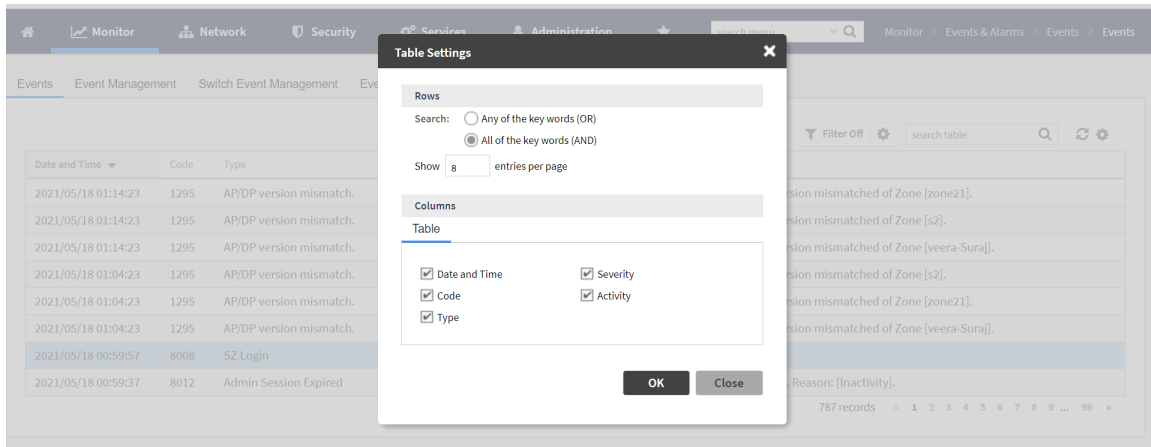 Monitor
Network
Security
Services
Administration
search menu
Monitor > Events & Alarms > Events > Events
Table Settings
Events
Event Management
Switch Event Management
Rows
Search:
Any of the key words (OR)
All of the key words (AND)
Filter Off
search table
Show 8 entries per page
Date and Time
Code
Type
2021/05/18 01:14:23 1295 AP/DP version mismatch. rsion mismatched of Zone [zone21].
Columns
2021/05/18 01:14:23 1295 AP/DP version mismatch. rsion mismatched of Zone [s2].
Table
2021/05/18 01:14:23 1295 AP/DP version mismatch. rsion mismatched of Zone [veera-Suraj].
Date and Time
Severity
2021/05/18 01:04:23 1295 AP/DP version mismatch. rsion mismatched of Zone [s2].
Code
Activity
2021/05/18 01:04:23 1295 AP/DP version mismatch. rsion mismatched of Zone [zone21].
Type
2021/05/18 01:04:23 1295 AP/DP version mismatch. rsion mismatched of Zone [veera-Suraj].
2021/05/18 00:59:57 8008 SZ Login
2021/05/18 00:59:37 8012 Admin Session Expired . Reason: [Inactivity].
OK
Close
787 records « 1 2 3 4 5 6 7 8 9 ... 99 »